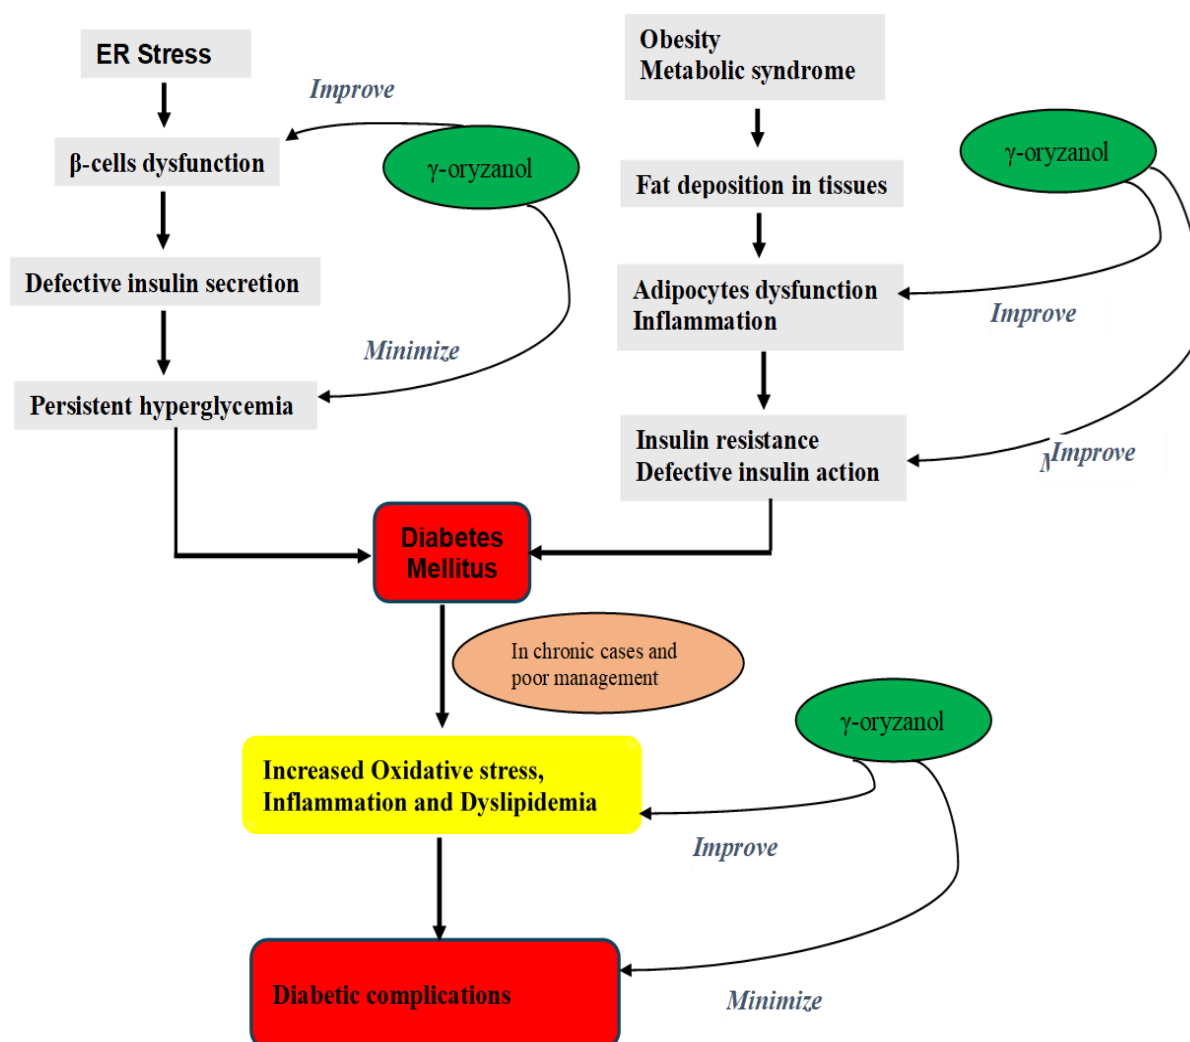 ER Stress
Improve
β-cells dysfunction
γ-oryzanol
Defective insulin secretion
Minimize
Persistent hyperglycemia
Obesity
Metabolic syndrome
Fat deposition in tissues
γ-oryzanol
Adipocytes dysfunction
Inflammation
Improve
Insulin resistance
Defective insulin action
Improve
Diabetes
Mellitus
In chronic cases and
poor management
γ-oryzanol
Increased Oxidative stress,
Inflammation and Dyslipidemia
Improve
Diabetic complications
Minimize